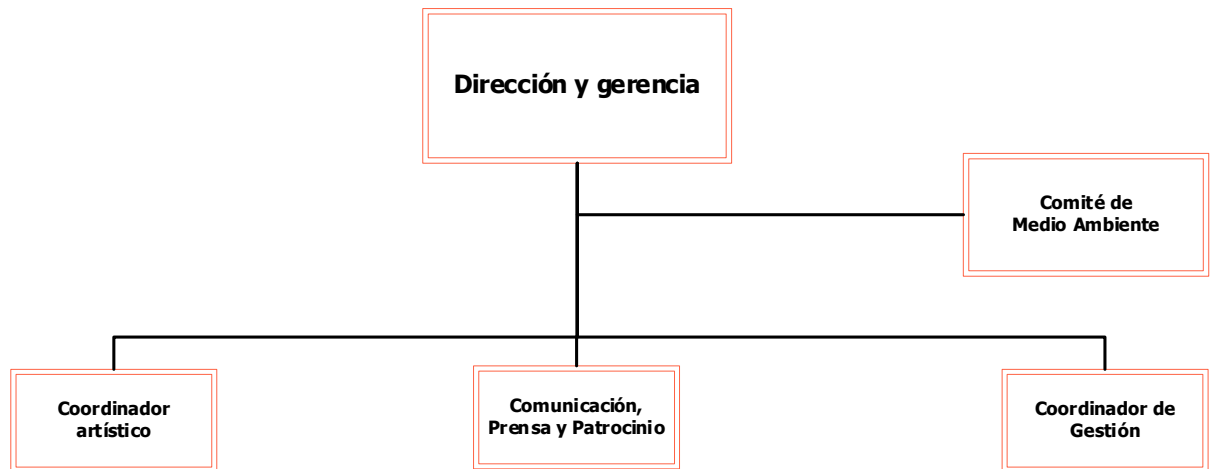 Dirección y gerencia
Comité de
Medio Ambiente
Coordinador
artístico
Comunicación,
Prensa y Patrocinio
Coordinador de
Gestión